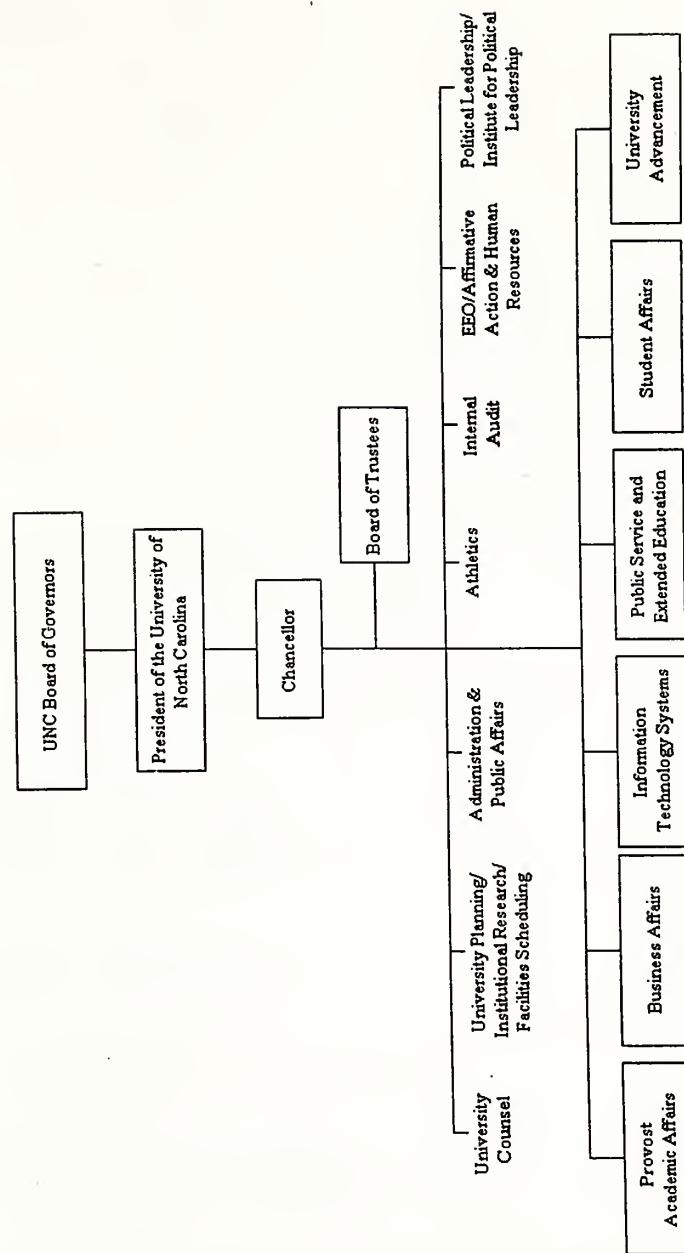 UNC Board of Governors
President of the University of
North Carolina
Chancellor
Board of Trustees
University
Counsel
University Planning/
Institutional Research/
Facilities Scheduling
Administration &
Public Affairs
Athletics
Internal
Audit
EEO/Affirmative
Action & Human
Resources
Political Leadership/
Institute for Political
Leadership
Provost
Academic Affairs
Business Affairs
Information
Technology Systems
Public Service and
Extended Education
Student Affairs
University
Advancement